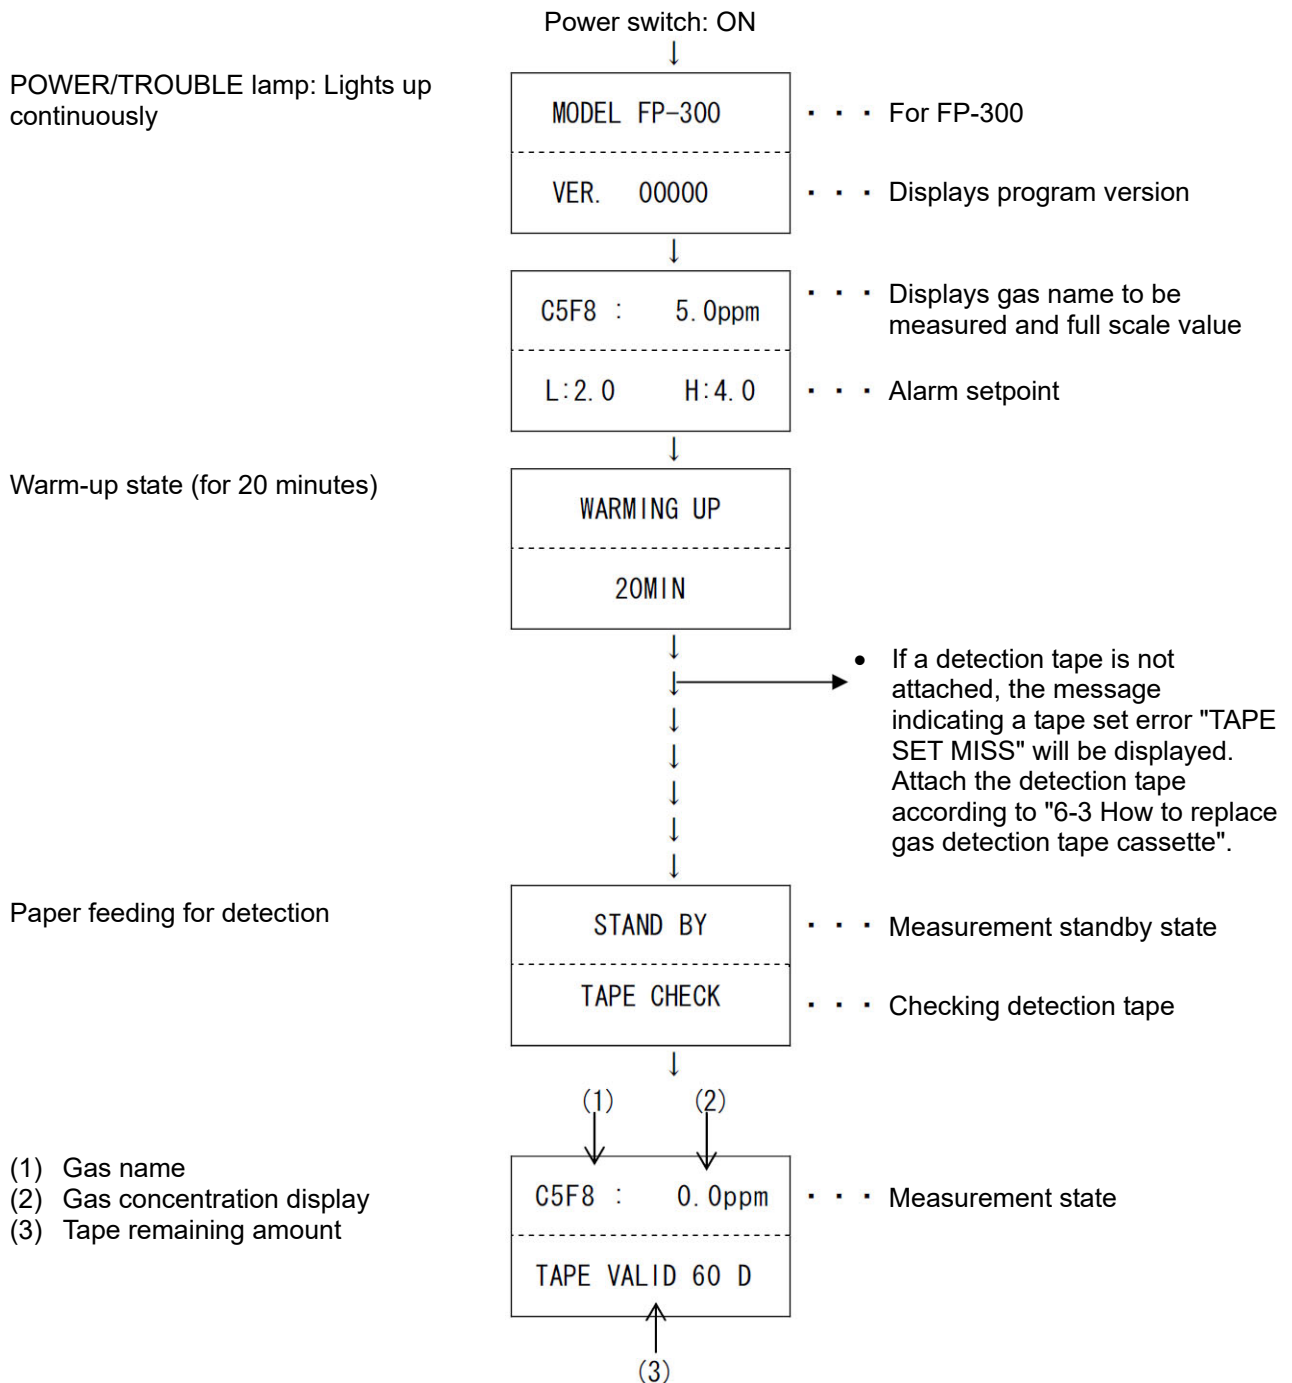 Power switch: ON
↓
POWER/TROUBLE lamp: Lights up
continuously
MODEL FP-300
・・・ For FP-300
VER. 00000
・・・ Displays program version
↓
C5F8 : 5.0ppm
・・・ Displays gas name to be
measured and full scale value
L:2.0 H:4.0
・・・ Alarm setpoint
↓
Warm-up state (for 20 minutes)
WARMING UP
20MIN
↓
↓
↓
↓
↓
↓
↓
• If a detection tape is not
attached, the message
indicating a tape set error "TAPE
SET MISS" will be displayed.
Attach the detection tape
according to "6-3 How to replace
gas detection tape cassette".
Paper feeding for detection
STAND BY
・・・ Measurement standby state
TAPE CHECK
・・・ Checking detection tape
↓
(1) (2)
(1) Gas name
(2) Gas concentration display
(3) Tape remaining amount
C5F8 : 0.0ppm
・・・ Measurement state
TAPE VALID 60 D
(3)